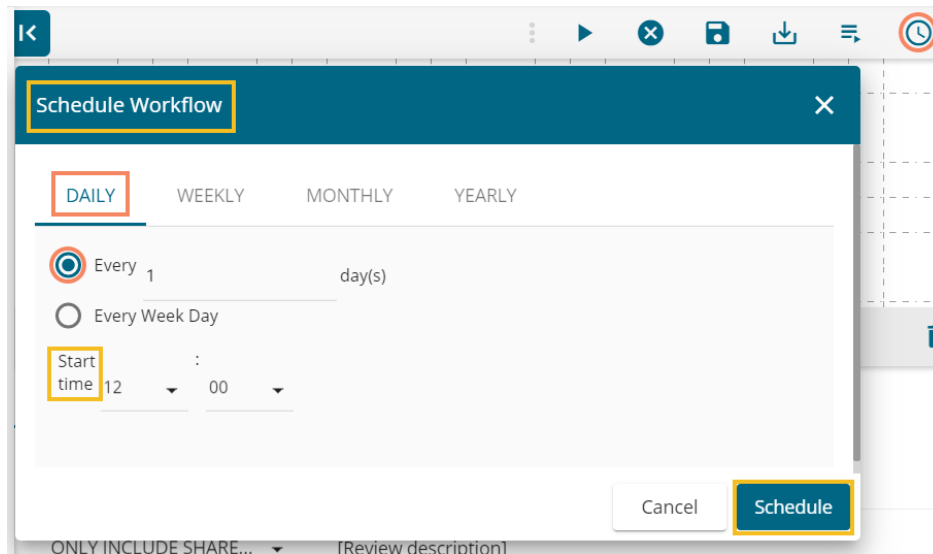 Schedule Workflow
DAILY WEEKLY MONTHLY YEARLY
Every 1 day(s)
Every Week Day
Start time 12 : 00
Cancel Schedule
ONLY INCLUDE SHARE... [Review description]